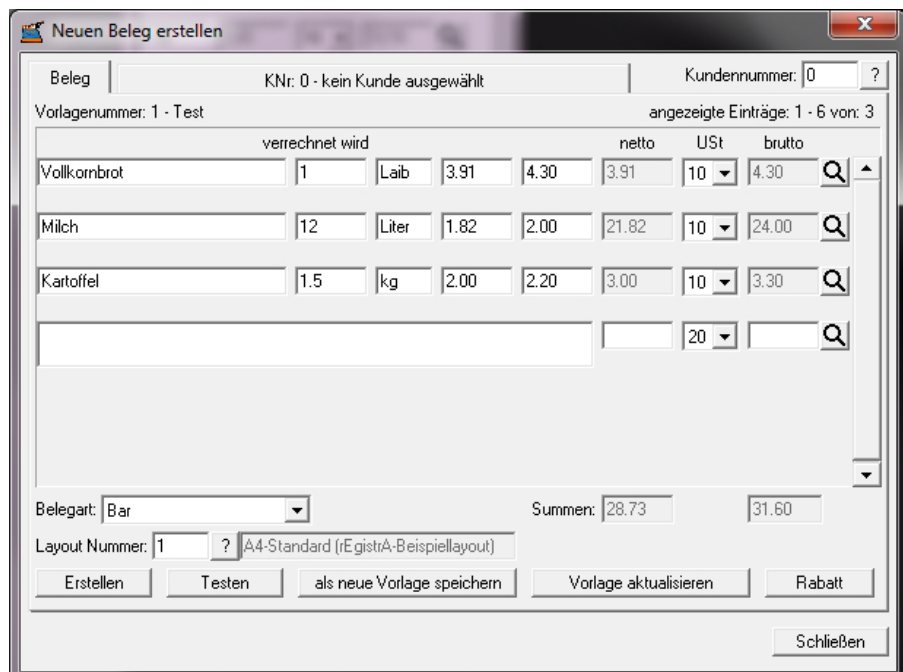 Neuen Beleg erstellen
Beleg KNr: 0 - kein Kunde ausgewählt Kundennummer: 0 ?
Vorlagenummer: 1 - Test angezeigte Einträge: 1 - 6 von: 3
verrechnet wird netto USt brutto
Vollkornbrot 1 Laib 3.91 4.30 3.91 10 4.30
Milch 12 Liter 1.82 2.00 21.82 10 24.00
Kartoffel 1.5 kg 2.00 2.20 3.00 10 3.30
20
Belegart: Bar Summen: 28.73 31.60
Layout Nummer: 1 ? A4-Standard (rEgistrA-Beispiellayout)
Erstellen Testen als neue Vorlage speichern Vorlage aktualisieren Rabatt
Schließen